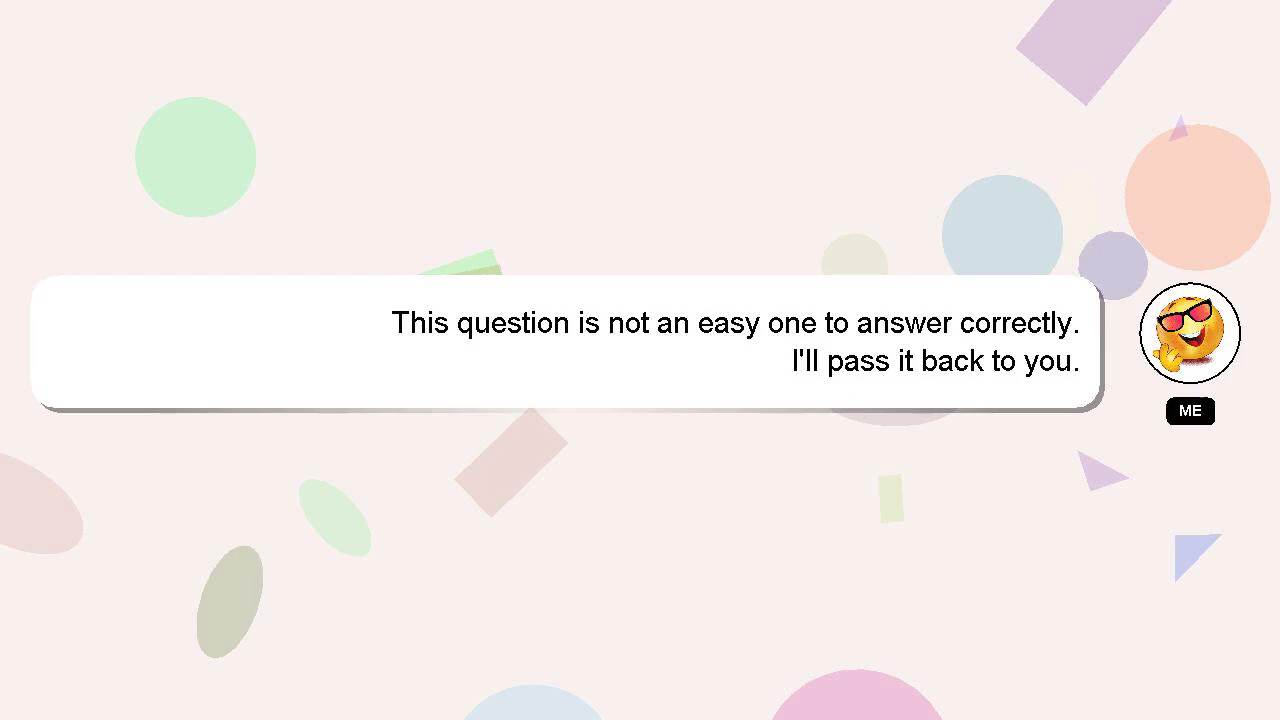 This question is not an easy one to answer correctly.
I'll pass it back to you.
ME